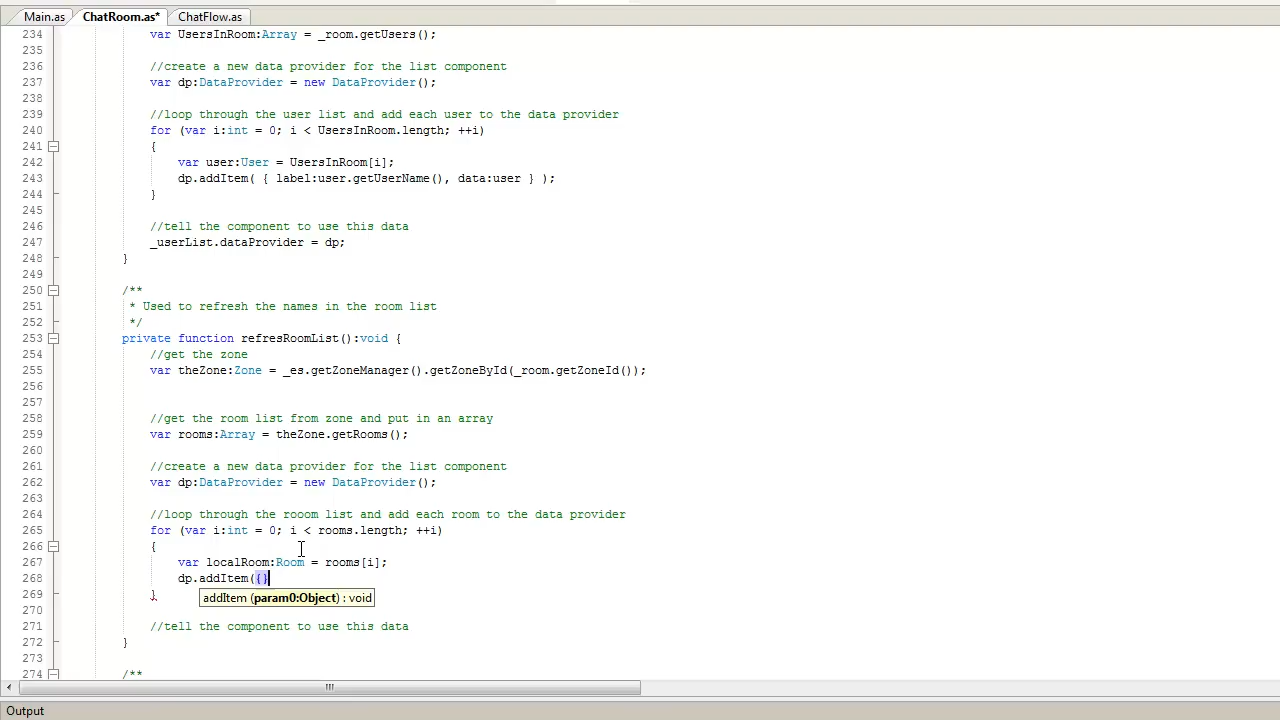 Main.as ChatRoom.as* ChatFlow.as
234 var UsersInRoom:Array = _room.getUsers();
235
236 //create a new data provider for the list component
237 var dp:DataProvider = new DataProvider();
238
239 //loop through the user list and add each user to the data provider
240 for (var i:int = 0; i < UsersInRoom.length; ++i)
241 {
242 var user:User = UsersInRoom[i];
243 dp.addItem( { label:user.getUserName(), data:user } );
244 }
245
246 //tell the component to use this data
247 _userList.dataProvider = dp;
248 }
249
250 /**
251 * Used to refresh the names in the room list
252 */
253 private function refresRoomList():void {
254 //get the zone
255 var theZone:Zone = _es.getZoneManager().getZoneById(_room.getZoneId());
256
257
258 //get the room list from zone and put in an array
259 var rooms:Array = theZone.getRooms();
260
261 //create a new data provider for the list component
262 var dp:DataProvider = new DataProvider();
263
264 //loop through the rooom list and add each room to the data provider
265 for (var i:int = 0; i < rooms.length; ++i)
266 {
267 var localRoom:Room = rooms[i];
268 dp.addItem({}
269 } addItem (param0:Object) : void
270
271 //tell the component to use this data
272 }
273
274 /**
Output